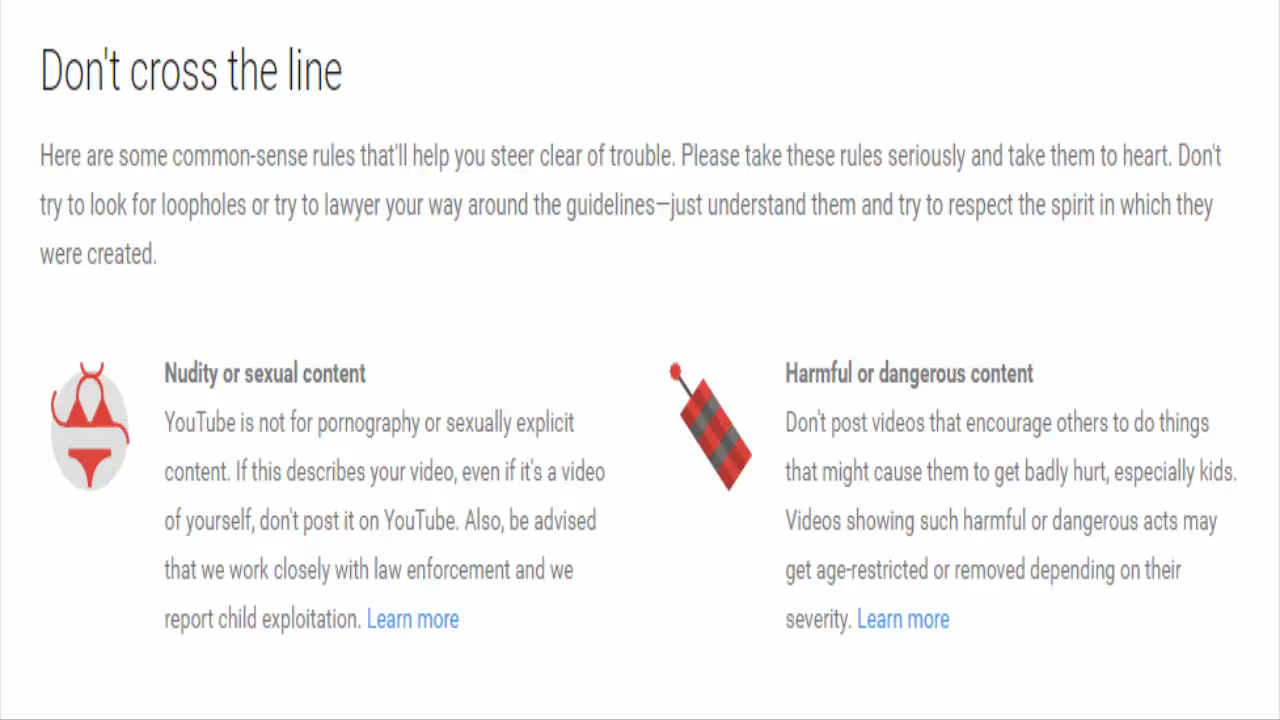 Don't cross the line
Here are some common-sense rules that'll help you steer clear of trouble. Please take these rules seriously and take them to heart. Don't
try to look for loopholes or try to lawyer your way around the guidelines—just understand them and try to respect the spirit in which they
were created.
Nudity or sexual content
YouTube is not for pornography or sexually explicit
content. If this describes your video, even if it's a video
of yourself, don't post it on YouTube. Also, be advised
that we work closely with law enforcement and we
report child exploitation. Learn more
Harmful or dangerous content
Don't post videos that encourage others to do things
that might cause them to get badly hurt, especially kids.
Videos showing such harmful or dangerous acts may
get age-restricted or removed depending on their
severity. Learn more